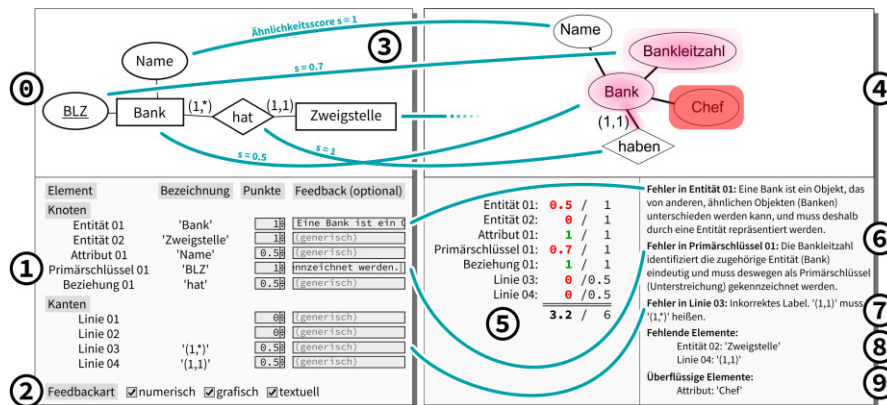 Ähnlichkeitsscore s = 1
3
Name
s=0.7
0
BLZ
Bank
(1,*)
hat
(1,1)
Zweigstelle
s = 0.5
s=1
Name
Bankleitzahl
4
Bank
Chef
(1,1)
haben
Element Bezeichnung Punkte Feedback (optional)
Knoten
Entität 01 'Bank' 1 Eine Bank ist ein O
Entität 02 'Zweigstelle' 1 (generisch)
Attribut 01 'Name' 0.5 (generisch)
1
Primärschlüssel 01 'BLZ' 1 nnzeichnet werden.
Beziehung 01 'hat' 0.5 (generisch)
Kanten
Linie 01 0 (generisch)
Linie 02 0 (generisch)
Linie 03 '(1,*)' 0.5 (generisch)
Linie 04 '(1,1)' 0.5 (generisch)
2
Feedbackart numerisch grafisch textuell
Entität 01: 0.5 / 1
Entität 02: 0 / 1
Attribut 01: 1 / 1
Primärschlüssel 01: 0.7 / 1
Beziehung 01: 1 / 1
Linie 03: 0 /0.5
Linie 04: 0 /0.5
5
3.2 / 6
Fehler in Entität 01: Eine Bank ist ein Objekt, das
von anderen, ähnlichen Objekten (Banken)
unterschieden werden kann, und muss deshalb
durch eine Entität repräsentiert werden.
6
Fehler in Primärschlüssel 01: Die Bankleitzahl
identifiziert die zugehörige Entität (Bank)
eindeutig und muss deswegen als Primärschlüssel
(Unterstreichung) gekennzeichnet werden.
Fehler in Linie 03: Inkorrektes Label. '(1,1)' muss
'(1,*)' heißen.
7
Fehlende Elemente:
Entität 02: 'Zweigstelle'
8
Linie 04: '(1,1)'
Überflüssige Elemente:
9
Attribut: 'Chef'